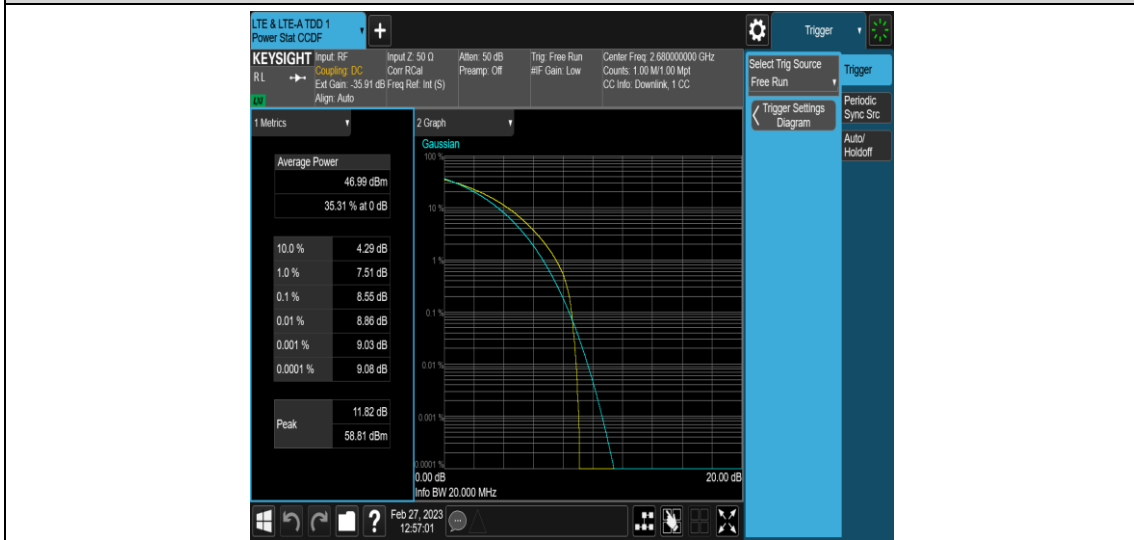 LTE & LTE-A TDD 1
Power Stat CCDF
+
Trigger
KEYSIGHT
RL
LXI
Input: RF
Coupling: DC
Ext Gain: -35.91 dB
Align: Auto
Input Z: 50 Ω
Corr RCal
Freq Ref: Int (S)
Atten: 50 dB
Preamp: Off
Trig: Free Run
#IF Gain: Low
Center Freq: 2.680000000 GHz
Counts: 1.00 M/1.00 Mpt
CC Info: Downlink, 1 CC
Select Trig Source
Free Run
Trigger Settings
Diagram
Trigger
Periodic
Sync Src
Auto/
Holdoff
1 Metrics
Average Power
46.99 dBm
35.31 % at 0 dB
10.0 % 4.29 dB
1.0 % 7.51 dB
0.1 % 8.55 dB
0.01 % 8.86 dB
0.001 % 9.03 dB
0.0001 % 9.08 dB
Peak
11.82 dB
58.81 dBm
2 Graph
Gaussian
100 %
10 %
1 %
0.1 %
0.01 %
0.001 %
0.0001 %
0.00 dB 20.00 dB
Info BW 20.000 MHz
?
Feb 27, 2023
12:57:01